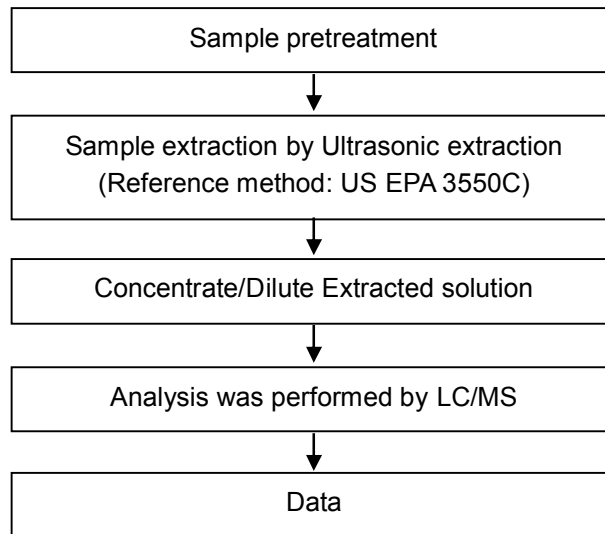 Sample pretreatment
Sample extraction by Ultrasonic extraction
(Reference method: US EPA 3550C)
Concentrate/Dilute Extracted solution
Analysis was performed by LC/MS
Data